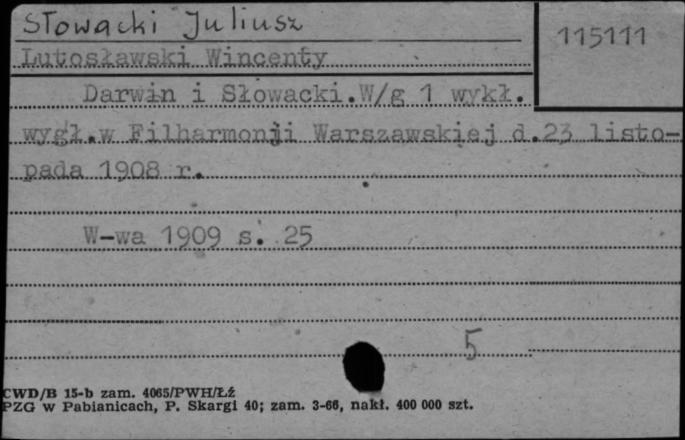 Słowacki Juliusz
115111
Lutosławski Wincenty
Darwin i Słowacki.W/g 1 wykł.
wygł.w Filharmonji Warszawskiej d.23 listo-
pada 1908 r.
W-wa 1909 s. 25
5
CWD/B 15-b zam. 4065/PWH/Łź
PZG w Pabianicach, P. Skargi 40; zam. 3-66, nakł. 400 000 szt.